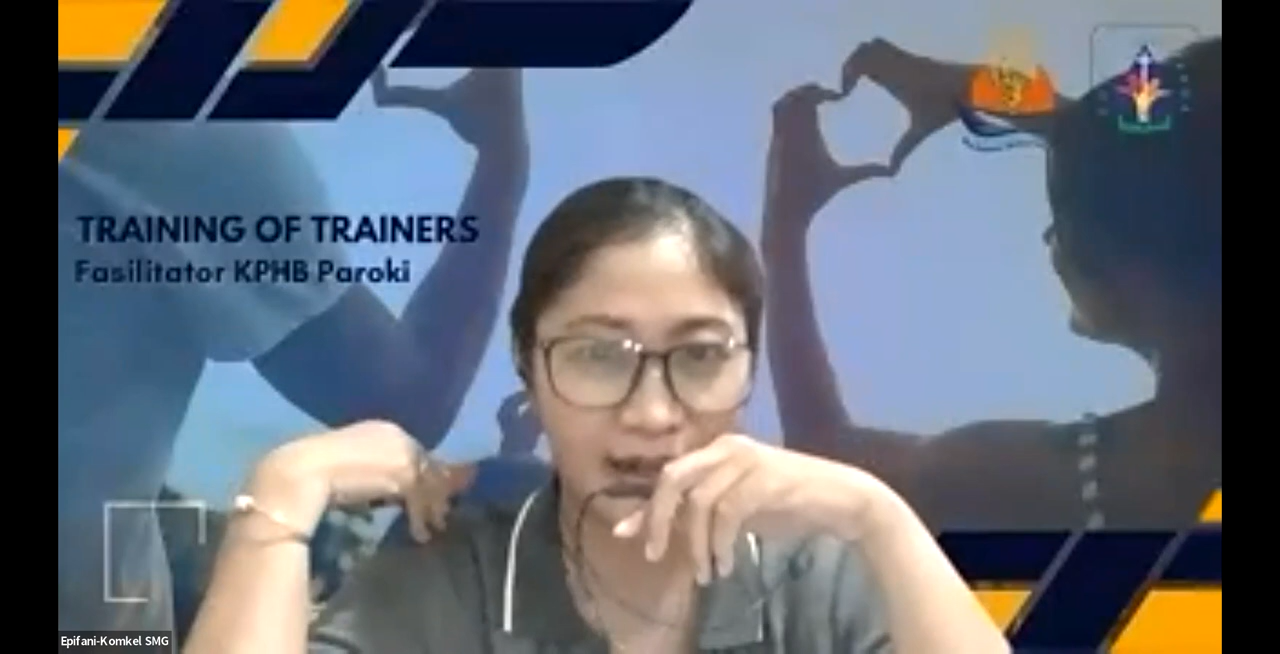 TRAINING OF TRAINERS
Fasilitator KPHB Paroki
Epifani-Komkel SMG